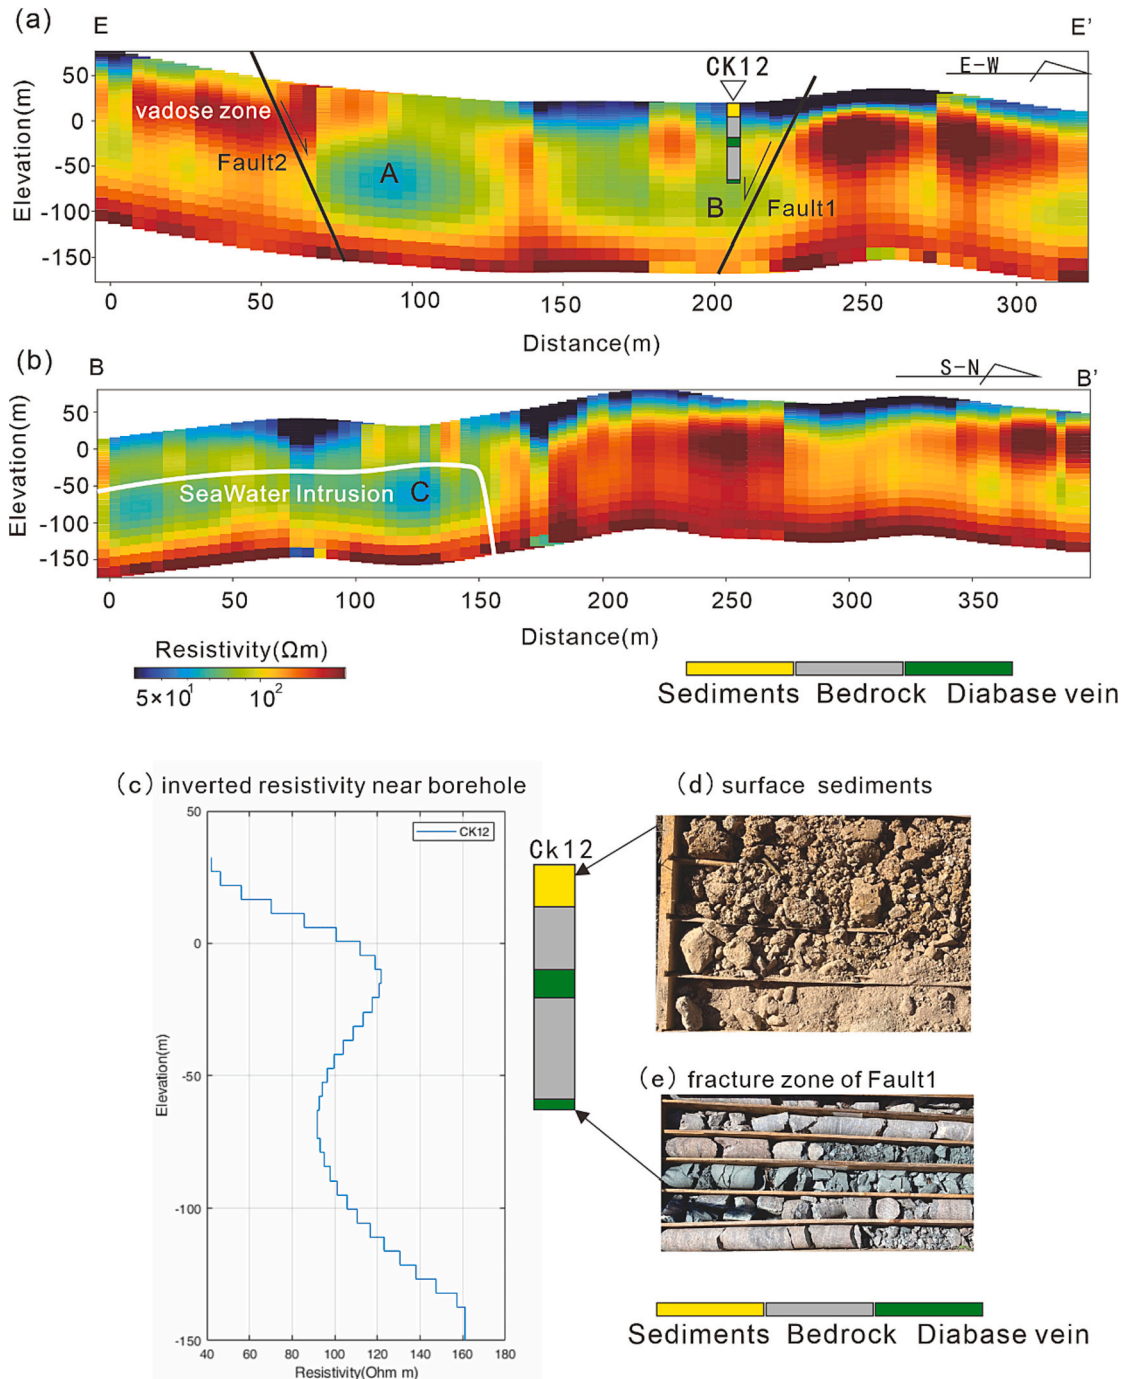 (a)
E
E'
CK12
E-W
Elevation(m)
50
0
-50
-100
-150
vadose zone
Fault2
A
B
Fault1
0
50
100
150
200
250
300
Distance(m)
(b)
B
S-N
B'
Elevation(m)
50
0
-50
-100
-150
SeaWater Intrusion
C
0
50
100
150
200
250
300
350
Distance(m)
Resistivity(Ωm)
5×10¹
10²
Sediments Bedrock Diabase vein
(c) inverted resistivity near borehole
50
0
-50
-100
-150
Elevation(m)
CK12
40
60
80
100
120
140
160
180
Resistivity(Ohm m)
Ck12
(d) surface sediments
(e) fracture zone of Fault1
Sediments Bedrock Diabase vein